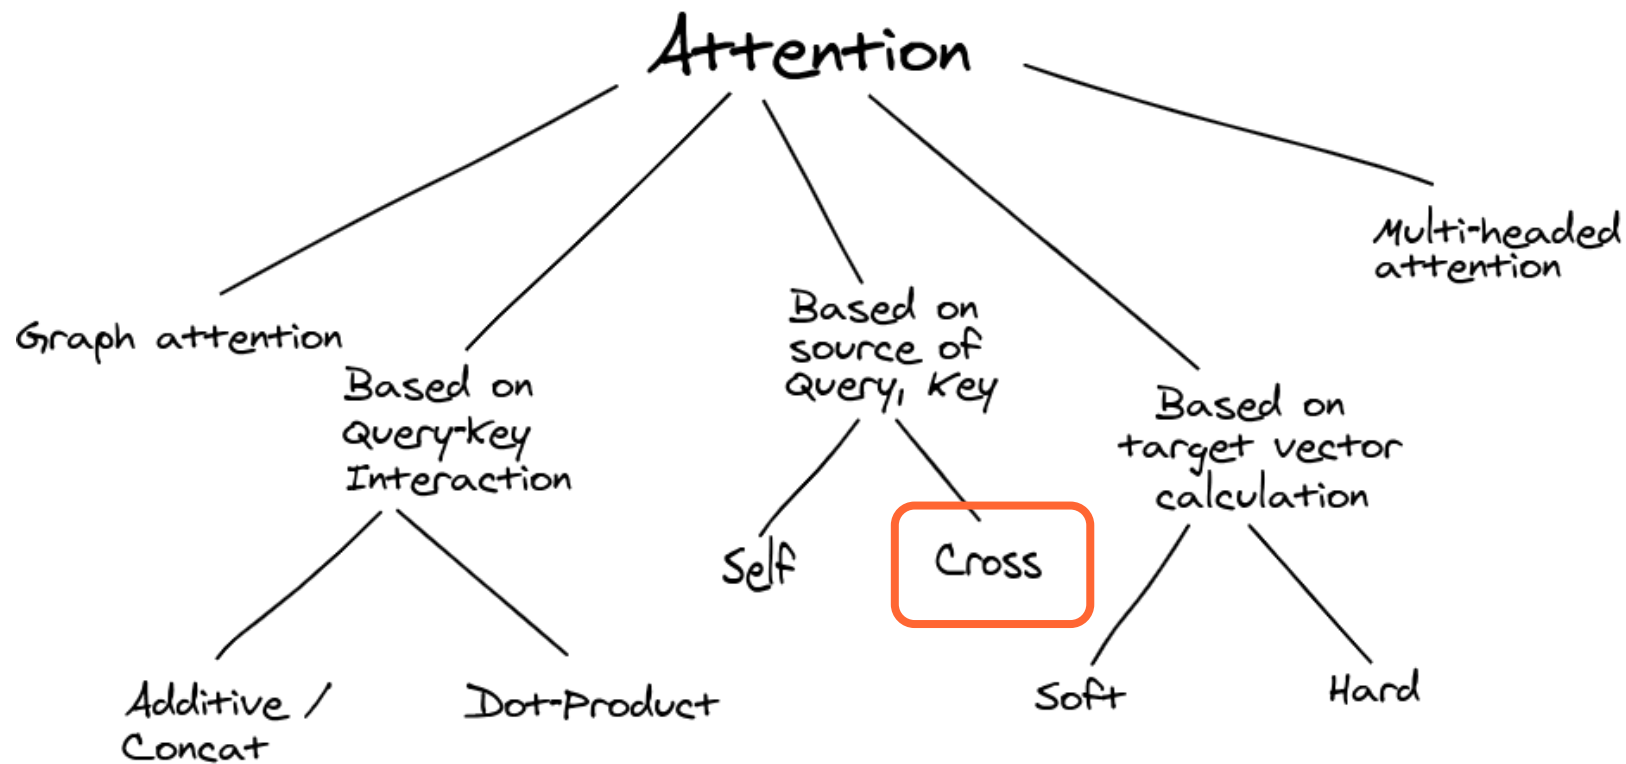 Attention
Multi-headed
attention
Graph attention
Based on
Query-Key
Interaction
Based on
source of
Query, Key
Based on
target vector
calculation
Self
Cross
Additive /
Concat
Dot-Product
Soft
Hard